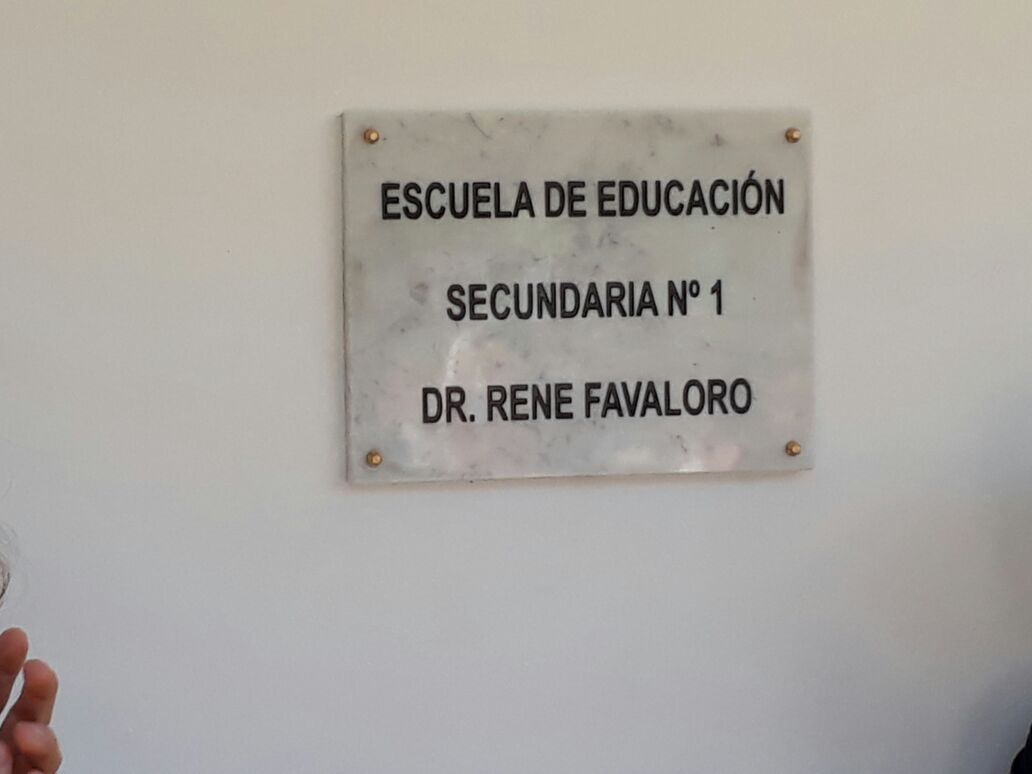 ESCUELA DE EDUCACIÓN
SECUNDARIA Nº 1
DR. RENE FAVALORO